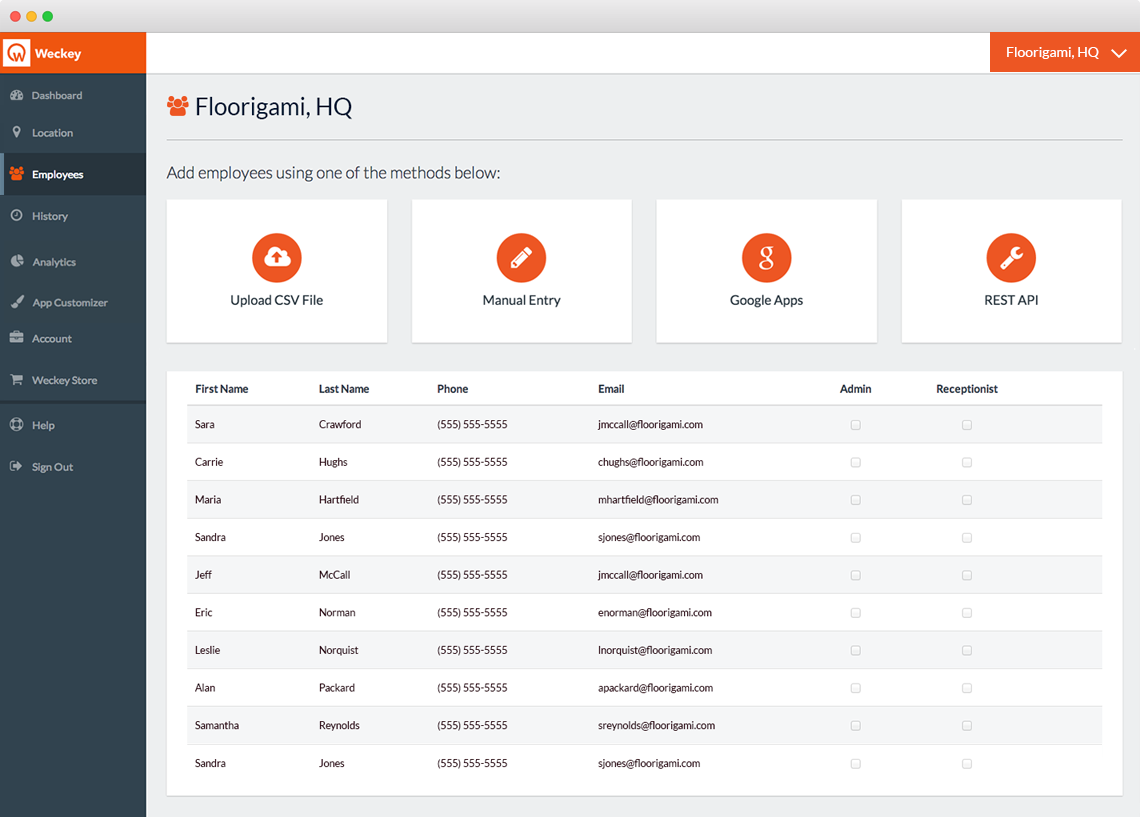 Weckey
Floorigami, HQ
Dashboard
Location
Employees
History
Analytics
App Customizer
Account
Weckey Store
Help
Sign Out
Floorigami, HQ
Add employees using one of the methods below:
Upload CSV File
Manual Entry
Google Apps
REST API
First Name Last Name Phone Email Admin Receptionist
Sara Crawford (555) 555-5555 jmccall@floorigami.com
Carrie Hughs (555) 555-5555 chughs@floorigami.com
Maria Hartfield (555) 555-5555 mhartfield@floorigami.com
Sandra Jones (555) 555-5555 sjones@floorigami.com
Jeff McCall (555) 555-5555 jmccall@floorigami.com
Eric Norman (555) 555-5555 enorman@floorigami.com
Leslie Norquist (555) 555-5555 lnorquist@floorigami.com
Alan Packard (555) 555-5555 apackard@floorigami.com
Samantha Reynolds (555) 555-5555 sreynolds@floorigami.com
Sandra Jones (555) 555-5555 sjones@floorigami.com